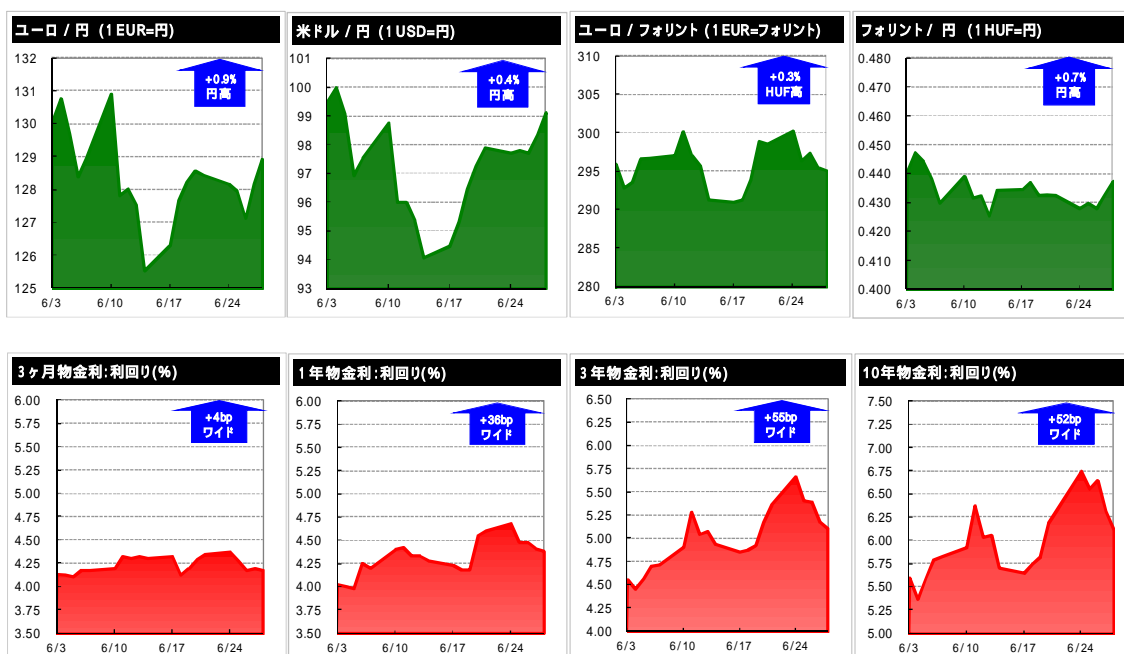 ユーロ / 円 (1EUR=円)
132
131
130
129
128
127
126
125
6/3 6/10 6/17 6/24
+0.9%
円高
米ドル / 円 (1USD=円)
101
100
99
98
97
96
95
94
93
6/3 6/10 6/17 6/24
+0.4%
円高
ユーロ / フォリント (1EUR=フォリント)
310
305
300
295
290
285
280
6/3 6/10 6/17 6/24
+0.3%
HUF高
フォリント / 円 (1HUF=円)
0.480
0.460
0.450
0.440
0.430
0.420
0.410
0.400
6/3 6/10 6/17 6/24
+0.7%
円高
3ヶ月物金利:利回り(%)
6.00
5.75
5.50
5.25
5.00
4.75
4.50
4.25
4.00
3.75
3.50
6/3 6/10 6/17 6/24
+4bp
ワイド
1年物金利:利回り(%)
6.00
5.75
5.50
5.25
5.00
4.75
4.50
4.25
4.00
3.75
3.50
6/3 6/10 6/17 6/24
+36bp
ワイド
3年物金利:利回り(%)
6.50
6.25
6.00
5.75
5.50
5.25
5.00
4.75
4.50
4.25
4.00
6/3 6/10 6/17 6/24
+55bp
ワイド
10年物金利:利回り(%)
7.50
7.25
7.00
6.75
6.50
6.25
6.00
5.75
5.50
5.25
5.00
6/3 6/10 6/17 6/24
+52bp
ワイド